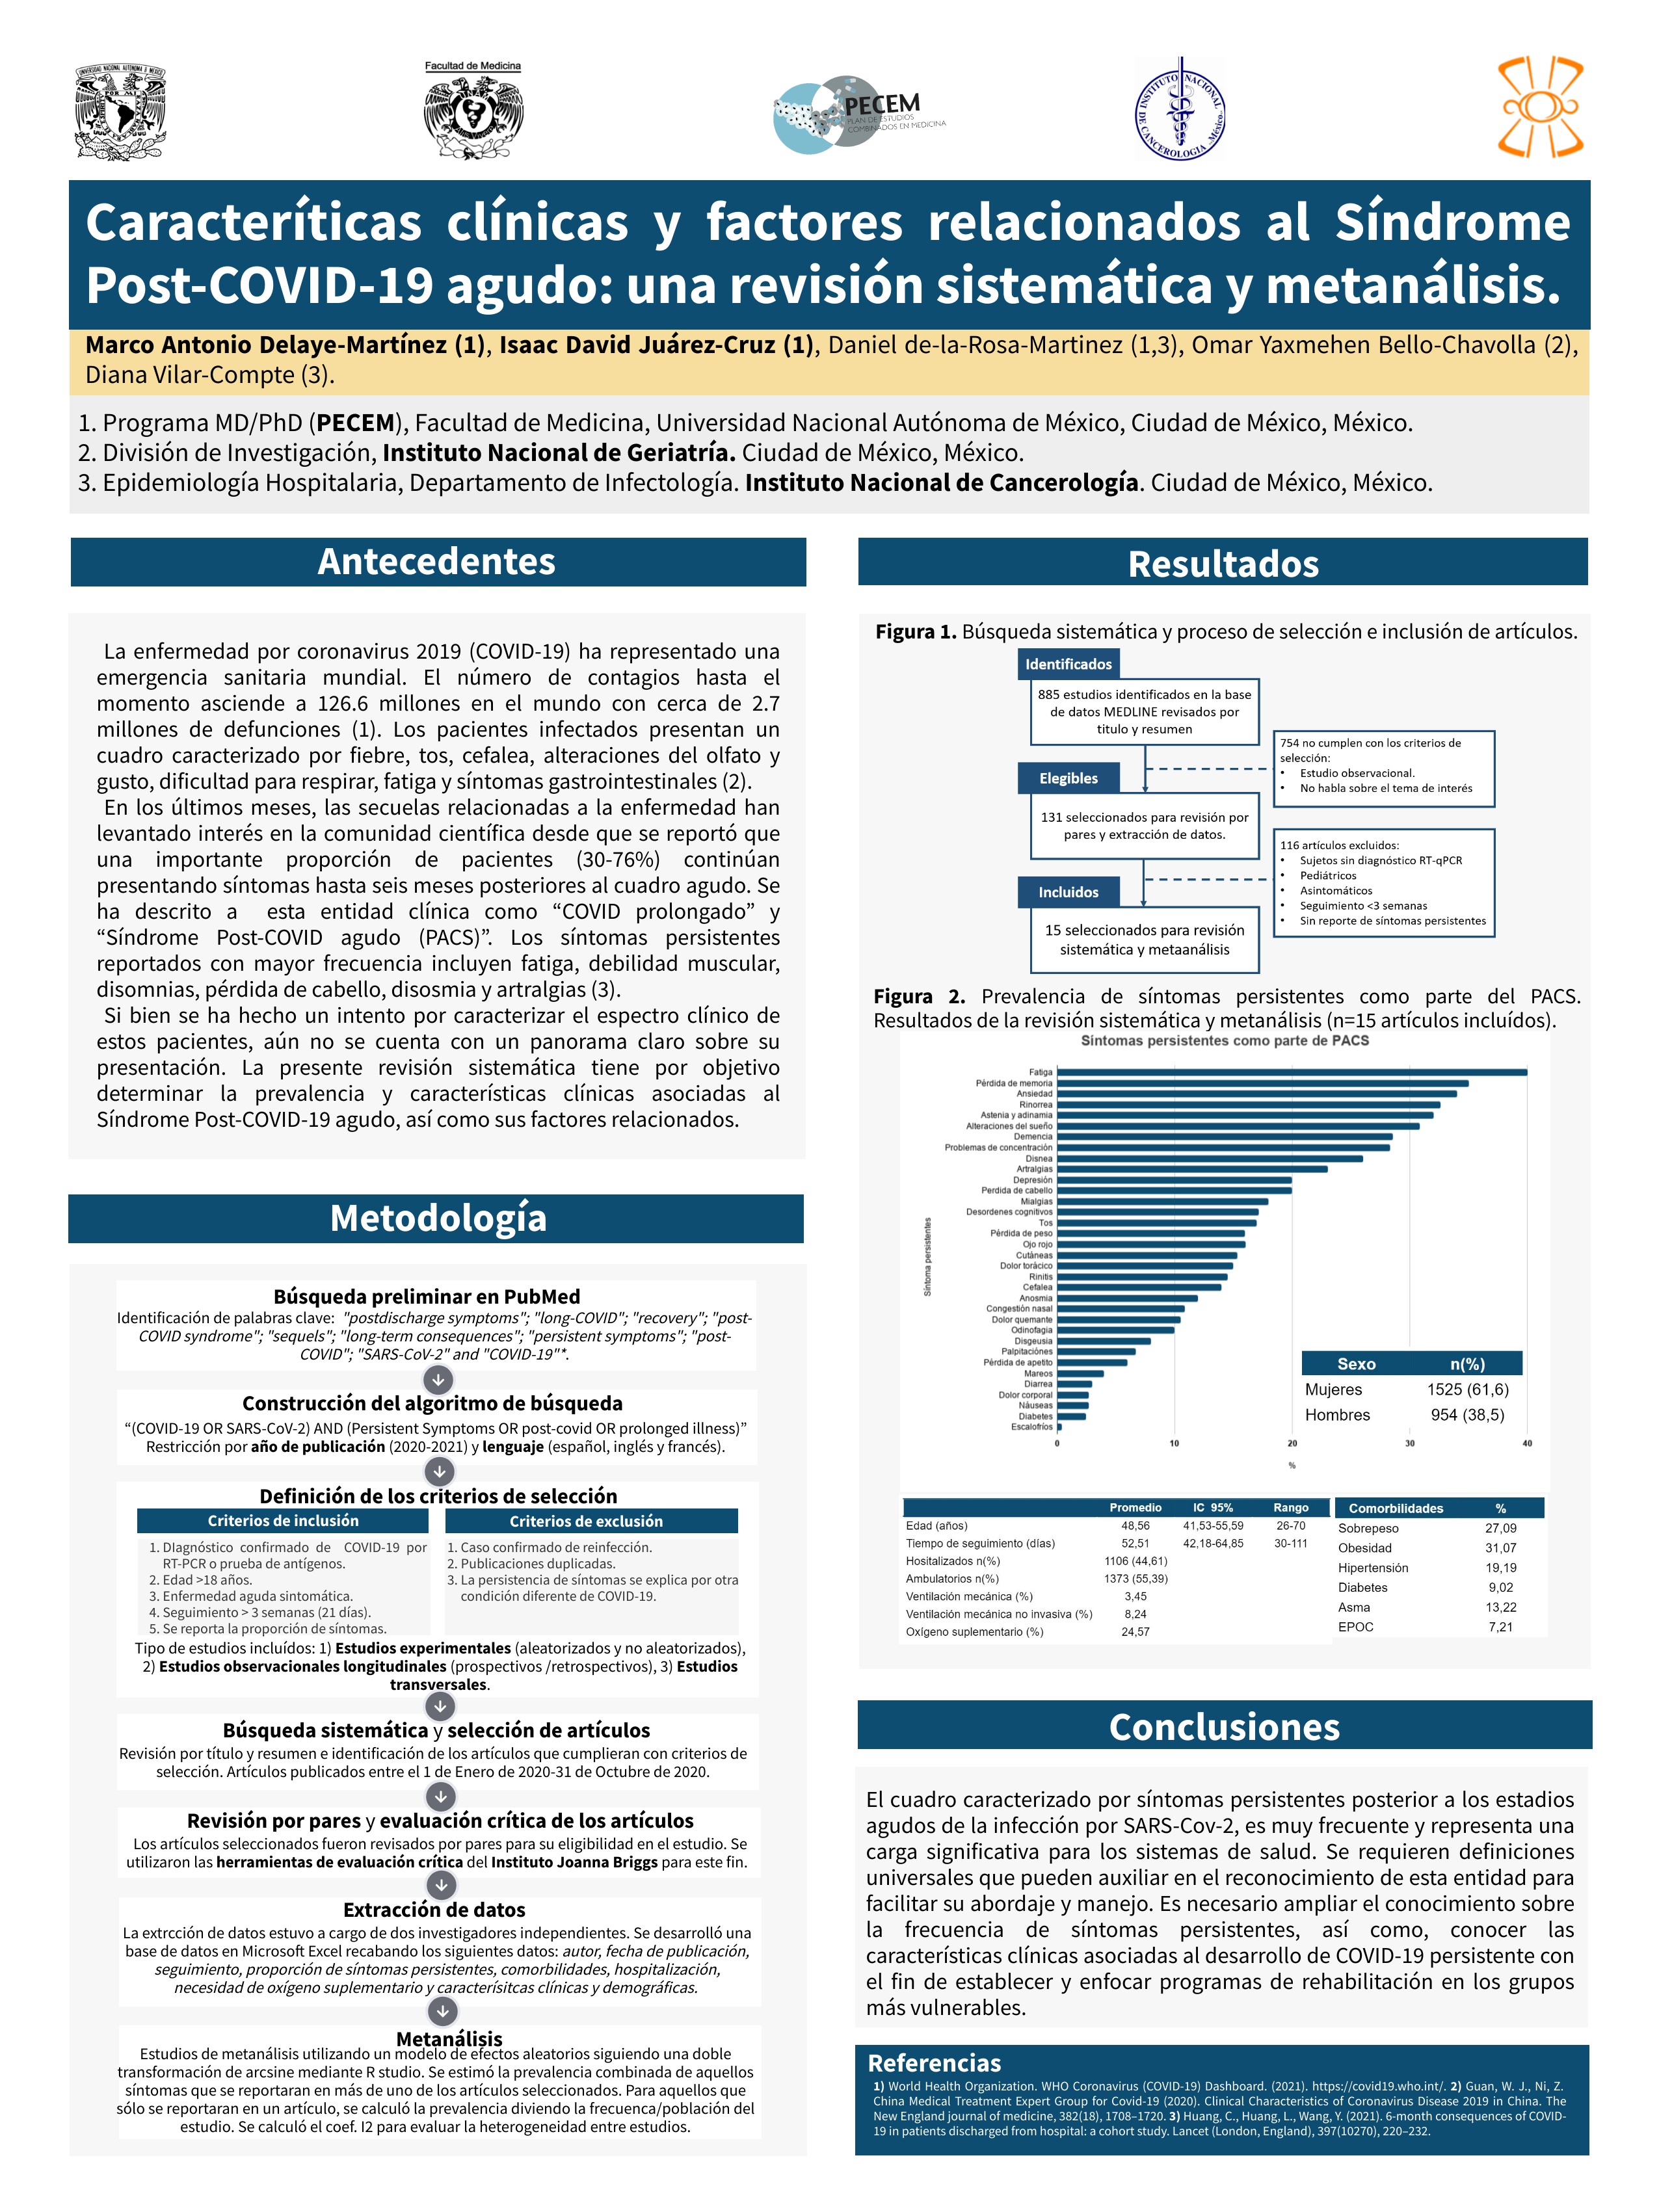 UNIVERSIDAD NACIONAL AUTÓNOMA D MÉXICO
Facultad de Medicina
PECEM
PLAN DE ESTUDIOS
COMBINADOS EN MEDICINA
INSTITUTO NACIONAL DE CANCEROLOGIA -México-
Caracteríticas clínicas y factores relacionados al Síndrome
Post-COVID-19 agudo: una revisión sistemática y metanálisis.
Marco Antonio Delaye-Martínez (1), Isaac David Juárez-Cruz (1), Daniel de-la-Rosa-Martinez (1,3), Omar Yaxmehen Bello-Chavolla (2),
Diana Vilar-Compte (3).
1. Programa MD/PhD (PECEM), Facultad de Medicina, Universidad Nacional Autónoma de México, Ciudad de México, México.
2. División de Investigación, Instituto Nacional de Geriatría. Ciudad de México, México.
3. Epidemiología Hospitalaria, Departamento de Infectología. Instituto Nacional de Cancerología. Ciudad de México, México.
Antecedentes
La enfermedad por coronavirus 2019 (COVID-19) ha representado una
emergencia sanitaria mundial. El número de contagios hasta el
momento asciende a 126.6 millones en el mundo con cerca de 2.7
millones de defunciones (1). Los pacientes infectados presentan un
cuadro caracterizado por fiebre, tos, cefalea, alteraciones del olfato y
gusto, dificultad para respirar, fatiga y síntomas gastrointestinales (2).
En los últimos meses, las secuelas relacionadas a la enfermedad han
levantado interés en la comunidad científica desde que se reportó que
una importante proporción de pacientes (30-76%) continúan
presentando síntomas hasta seis meses posteriores al cuadro agudo. Se
ha descrito a esta entidad clínica como “COVID prolongado” y
“Síndrome Post-COVID agudo (PACS)”. Los síntomas persistentes
reportados con mayor frecuencia incluyen fatiga, debilidad muscular,
disomnias, pérdida de cabello, disosmia y artralgias (3).
Si bien se ha hecho un intento por caracterizar el espectro clínico de
estos pacientes, aún no se cuenta con un panorama claro sobre su
presentación. La presente revisión sistemática tiene por objetivo
determinar la prevalencia y características clínicas asociadas al
Síndrome Post-COVID-19 agudo, así como sus factores relacionados.
Metodología
Búsqueda preliminar en PubMed
Identificación de palabras clave: "postdischarge symptoms"; "long-COVID"; "recovery"; "post-
COVID syndrome"; "sequels"; "long-term consequences"; "persistent symptoms"; "post-
COVID"; "SARS-CoV-2" and "COVID-19"*.
Construcción del algoritmo de búsqueda
“(COVID-19 OR SARS-CoV-2) AND (Persistent Symptoms OR post-covid OR prolonged illness)”
Restricción por año de publicación (2020-2021) y lenguaje (español, inglés y francés).
Definición de los criterios de selección
Criterios de inclusión
1. DIagnóstico confirmado de COVID-19 por
RT-PCR o prueba de antígenos.
2. Edad >18 años.
3. Enfermedad aguda sintomática.
4. Seguimiento > 3 semanas (21 días).
5. Se reporta la proporción de síntomas.
Criterios de exclusión
1. Caso confirmado de reinfección.
2. Publicaciones duplicadas.
3. La persistencia de síntomas se explica por otra
condición diferente de COVID-19.
Tipo de estudios incluídos: 1) Estudios experimentales (aleatorizados y no aleatorizados),
2) Estudios observacionales longitudinales (prospectivos /retrospectivos), 3) Estudios
transversales.
Búsqueda sistemática y selección de artículos
Revisión por título y resumen e identificación de los artículos que cumplieran con criterios de
selección. Artículos publicados entre el 1 de Enero de 2020-31 de Octubre de 2020.
Revisión por pares y evaluación crítica de los artículos
Los artículos seleccionados fueron revisados por pares para su eligibilidad en el estudio. Se
utilizaron las herramientas de evaluación crítica del Instituto Joanna Briggs para este fin.
Extracción de datos
La extrcción de datos estuvo a cargo de dos investigadores independientes. Se desarrolló una
base de datos en Microsoft Excel recabando los siguientes datos: autor, fecha de publicación,
seguimiento, proporción de síntomas persistentes, comorbilidades, hospitalización,
necesidad de oxígeno suplementario y caracterísitcas clínicas y demográficas.
Metanálisis
Estudios de metanálisis utilizando un modelo de efectos aleatorios siguiendo una doble
transformación de arcsine mediante R studio. Se estimó la prevalencia combinada de aquellos
síntomas que se reportaran en más de uno de los artículos seleccionados. Para aquellos que
sólo se reportaran en un artículo, se calculó la prevalencia diviendo la frecuenca/población del
estudio. Se calculó el coef. I2 para evaluar la heterogeneidad entre estudios.
Resultados
Figura 1. Búsqueda sistemática y proceso de selección e inclusión de artículos.
Identificados
885 estudios identificados en la base
de datos MEDLINE revisados por
titulo y resumen
754 no cumplen con los criterios de
selección:
• Estudio observacional.
• No habla sobre el tema de interés
Elegibles
131 seleccionados para revisión por
pares y extracción de datos.
116 artículos excluidos:
• Sujetos sin diagnóstico RT-qPCR
• Pediátricos
• Asintomáticos
• Seguimiento <3 semanas
• Sin reporte de síntomas persistentes
Incluidos
15 seleccionados para revisión
sistemática y metaanálisis
Figura 2. Prevalencia de síntomas persistentes como parte del PACS.
Resultados de la revisión sistemática y metanálisis (n=15 artículos incluídos).
Síntomas persistentes como parte de PACS
Síntoma persistentes
Fatiga
Pérdida de memoria
Ansiedad
Rinorrea
Astenia y adinamia
Alteraciones del sueño
Demencia
Problemas de concentración
Disnea
Artralgias
Depresión
Perdida de cabello
Mialgias
Desordenes cognitivos
Tos
Pérdida de peso
Ojo rojo
Cutáneas
Dolor torácico
Rinitis
Cefalea
Anosmia
Congestión nasal
Dolor quemante
Odinofagia
Disgeusia
Palpitaciónes
Pérdida de apetito
Mareos
Diarrea
Dolor corporal
Náuseas
Diabetes
Escalofríos
0 10 20 30 40
%
Sexo n(%)
Mujeres 1525 (61,6)
Hombres 954 (38,5)
Promedio IC 95% Rango
Edad (años) 48,56 41,53-55,59 26-70
Tiempo de seguimiento (días) 52,51 42,18-64,85 30-111
Hospitalizados n(%) 1106 (44,61)
Ambulatorios n(%) 1373 (55,39)
Ventilación mecánica (%) 3,45
Ventilación mecánica no invasiva (%) 8,24
Oxígeno suplementario (%) 24,57
Comorbilidades %
Sobrepeso 27,09
Obesidad 31,07
Hipertensión 19,19
Diabetes 9,02
Asma 13,22
EPOC 7,21
Conclusiones
El cuadro caracterizado por síntomas persistentes posterior a los estadios
agudos de la infección por SARS-Cov-2, es muy frecuente y representa una
carga significativa para los sistemas de salud. Se requieren definiciones
universales que pueden auxiliar en el reconocimiento de esta entidad para
facilitar su abordaje y manejo. Es necesario ampliar el conocimiento sobre
la frecuencia de síntomas persistentes, así como, conocer las
características clínicas asociadas al desarrollo de COVID-19 persistente con
el fin de establecer y enfocar programas de rehabilitación en los grupos
más vulnerables.
Referencias
1) World Health Organization. WHO Coronavirus (COVID-19) Dashboard. (2021). https://covid19.who.int/. 2) Guan, W. J., Ni, Z.
China Medical Treatment Expert Group for Covid-19 (2020). Clinical Characteristics of Coronavirus Disease 2019 in China. The
New England journal of medicine, 382(18), 1708–1720. 3) Huang, C., Huang, L., Wang, Y. (2021). 6-month consequences of COVID-
19 in patients discharged from hospital: a cohort study. Lancet (London, England), 397(10270), 220–232.